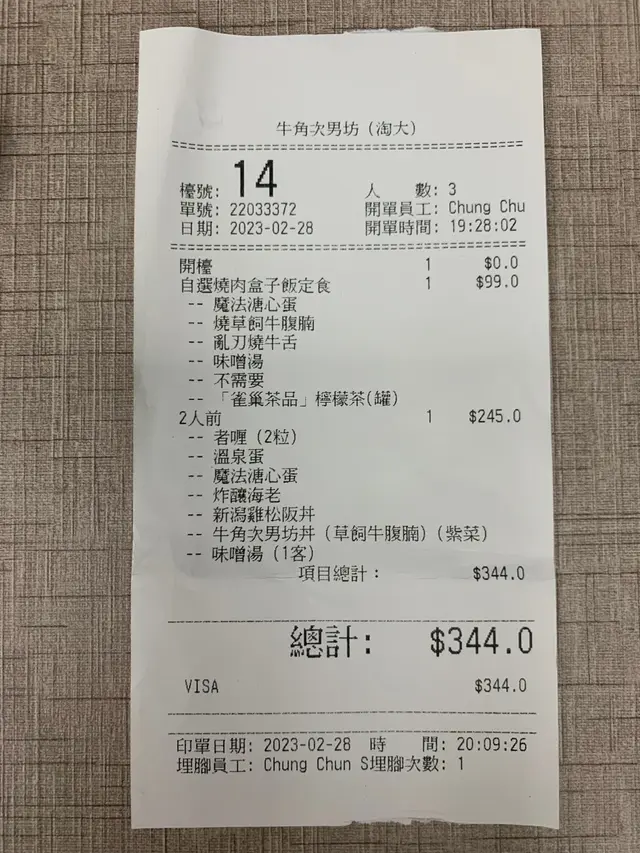 牛角次男坊(淘大)
檯號: 14 人 數: 3
單號: 22033372 開單員工: Chung Chu
日期: 2023-02-28 開單時間: 19:28:02
開檯 1 $0.0
自選燒肉盒子飯定食 1 $99.0
-- 魔法溏心蛋
-- 燒草飼牛腹腩
-- 亂刃燒牛舌
-- 味噌湯
-- 不需要
-- 「雀巢茶品」檸檬茶(罐)
2人前 1 $245.0
-- 者喱 (2粒)
-- 溫泉蛋
-- 魔法溏心蛋
-- 炸釀海老
-- 新潟雞松阪丼
-- 牛角次男坊丼 (草飼牛腹腩) (紫菜)
-- 味噌湯 (1客)
項目總計: $344.0
總計: $344.0
VISA $344.0
印單日期: 2023-02-28 時 間: 20:09:26
埋腳員工: Chung Chun S埋腳次數: 1